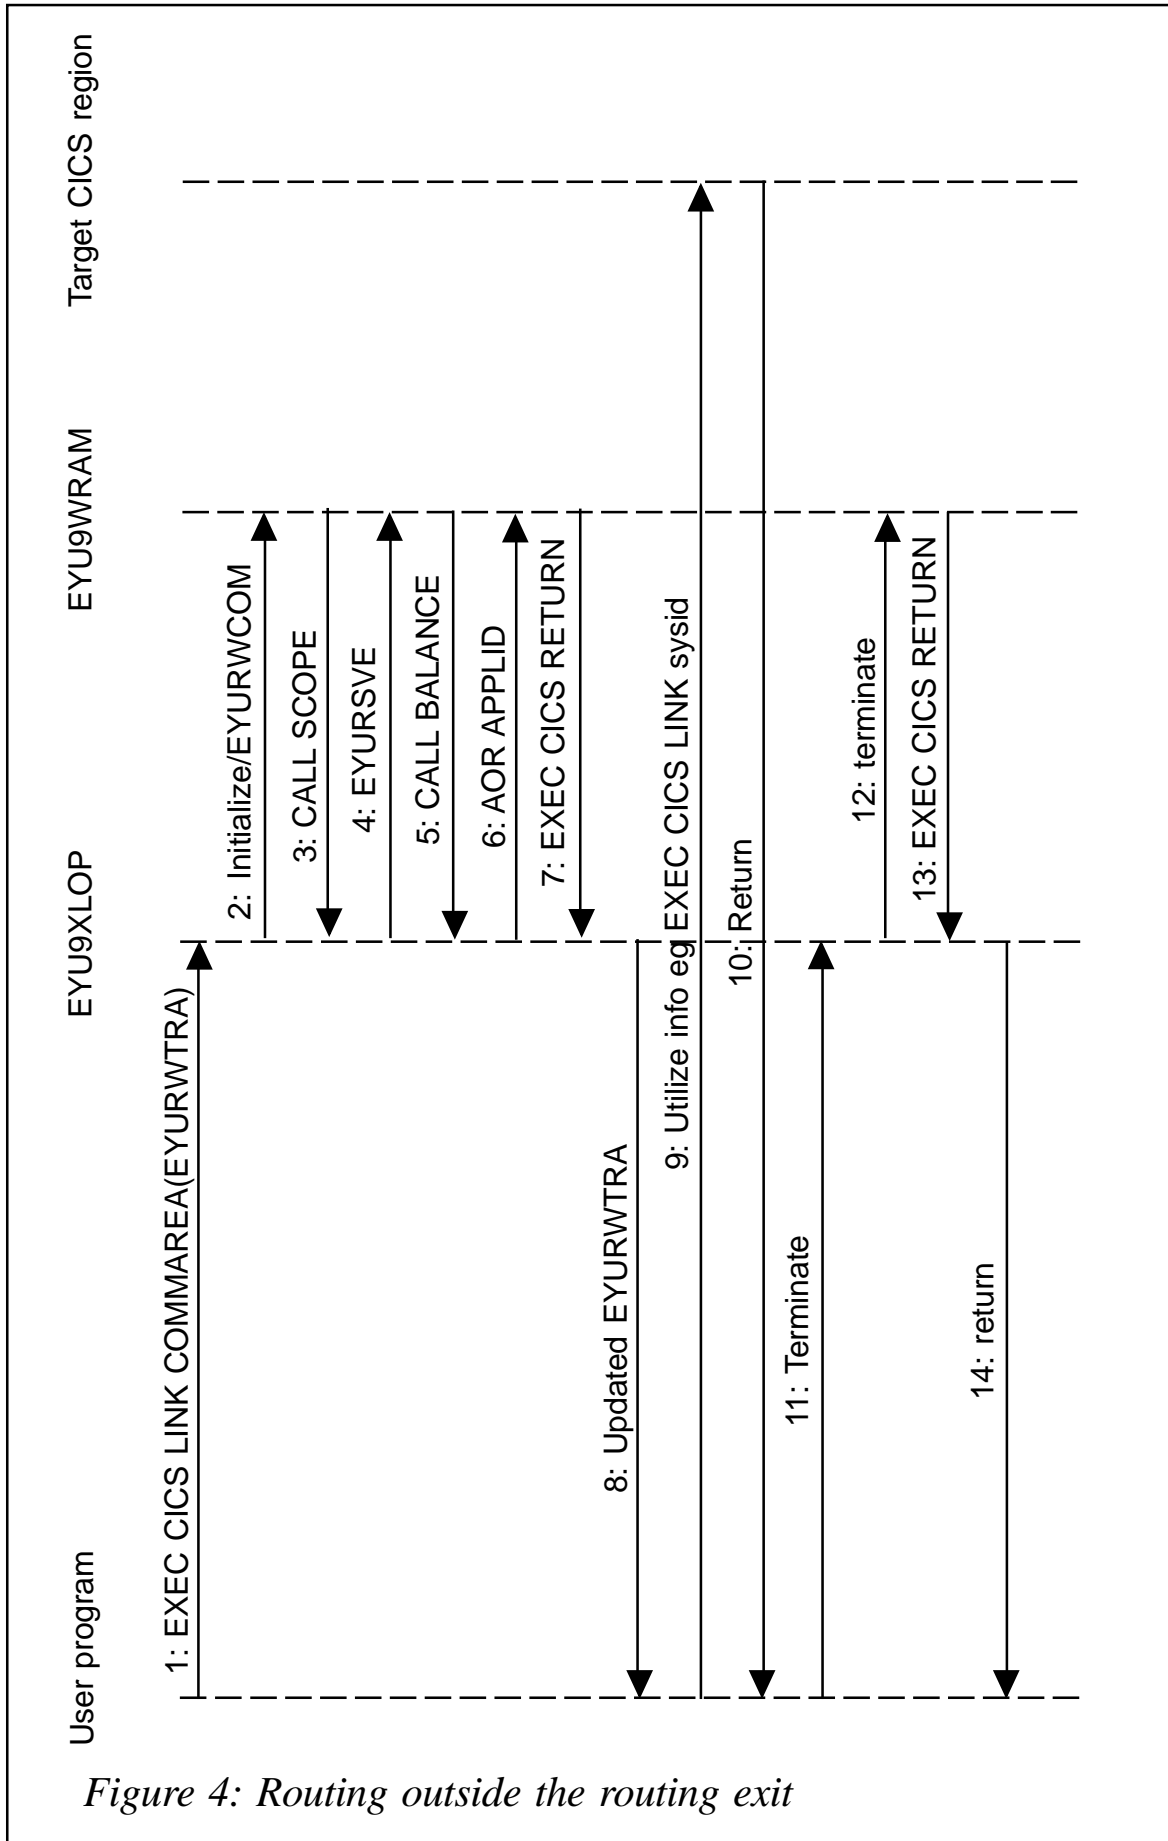 User program
EYU9XLOP
EYU9WRAM
Target CICS region
1: EXEC CICS LINK COMMAREA(EYURWTRA)
2: Initialize/EYURWCOM
3: CALL SCOPE
4: EYURSVE
5: CALL BALANCE
6: AOR APPLID
7: EXEC CICS RETURN
8: Updated EYURWTRA
9: Utilize info eg EXEC CICS LINK sysid
10: Return
11: Terminate
12: terminate
13: EXEC CICS RETURN
14: return
Figure 4: Routing outside the routing exit